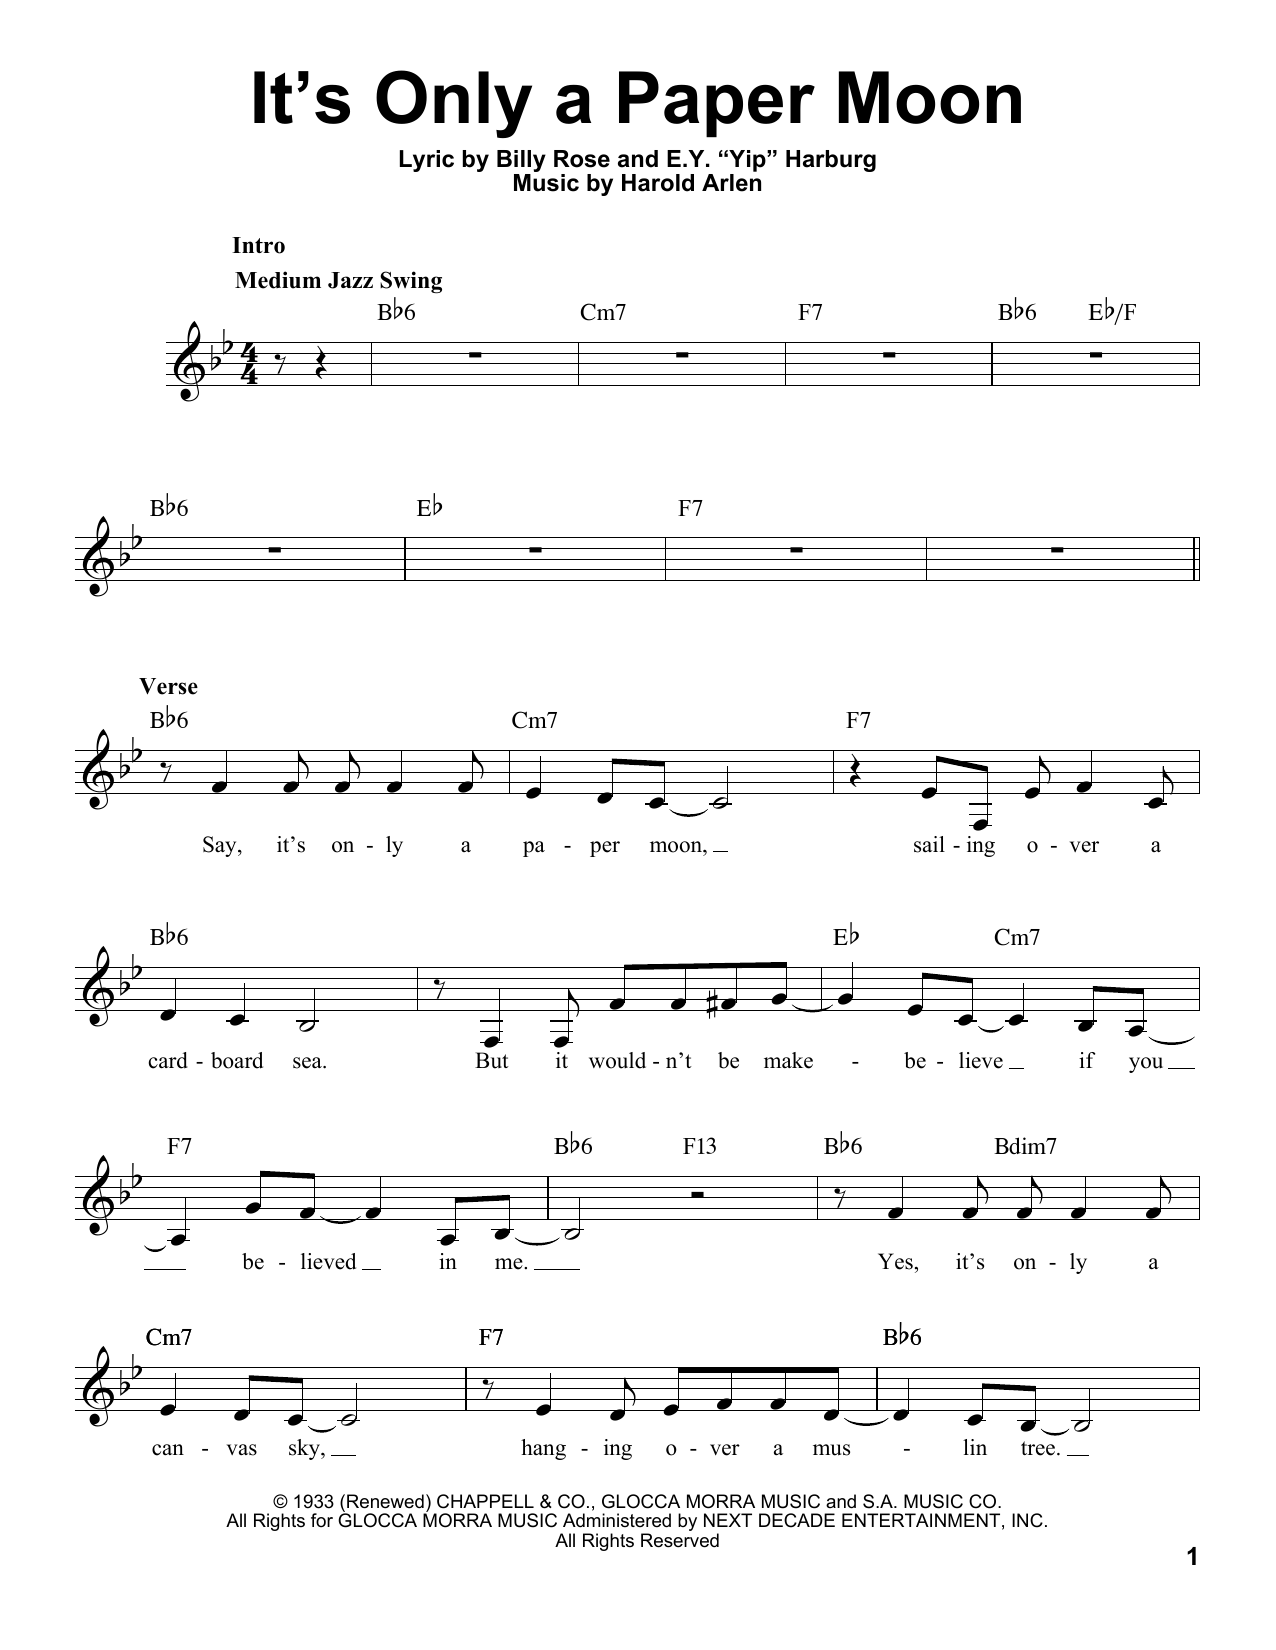 It's Only a Paper Moon
Lyric by Billy Rose and E.Y. “Yip” Harburg
Music by Harold Arlen
Intro
Medium Jazz Swing
B♭6 Cm7 F7 B♭6 E♭/F
4
4
B♭6 E♭ F7
Verse
B♭6 Cm7 F7
Say, it's on - ly a pa - per moon, sail - ing o - ver a
B♭6 E♭ Cm7
card - board sea. But it would - n't be make - be - lieve if you
F7 B♭6 F13 B♭6 Bdim7
be - lieved in me. Yes, it's on - ly a
Cm7 F7 B♭6
can - vas sky, hang - ing o - ver a mus - lin tree.
© 1933 (Renewed) CHAPPELL & CO., GLOCCA MORRA MUSIC and S.A. MUSIC CO.
All Rights for GLOCCA MORRA MUSIC Administered by NEXT DECADE ENTERTAINMENT, INC.
All Rights Reserved
1